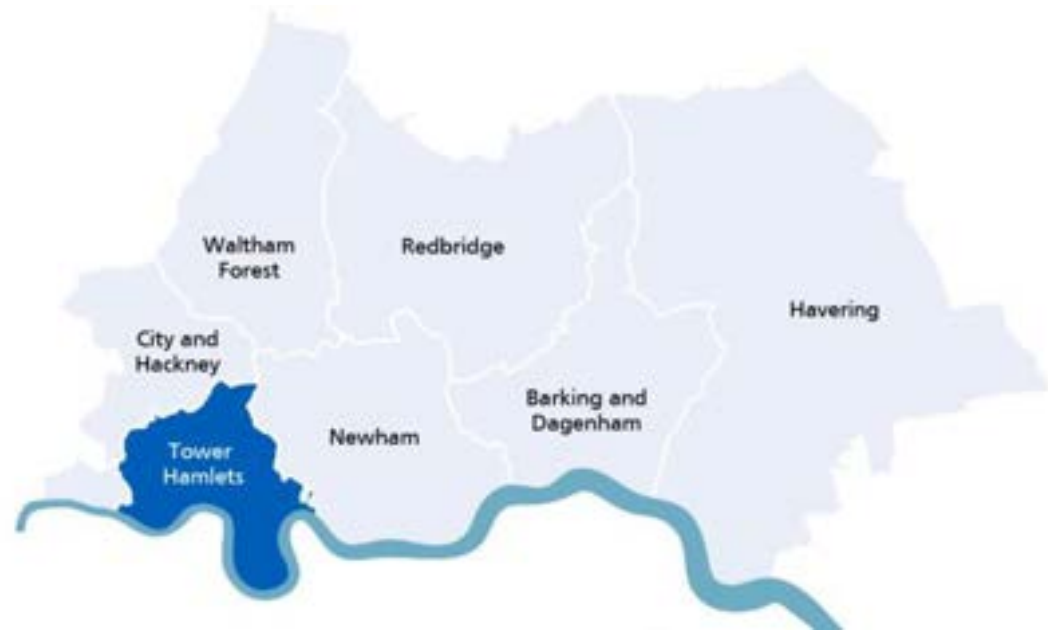 Waltham
Forest
Redbridge
Havering
City and
Hackney
Barking and
Dagenham
Newham
Tower
Hamlets